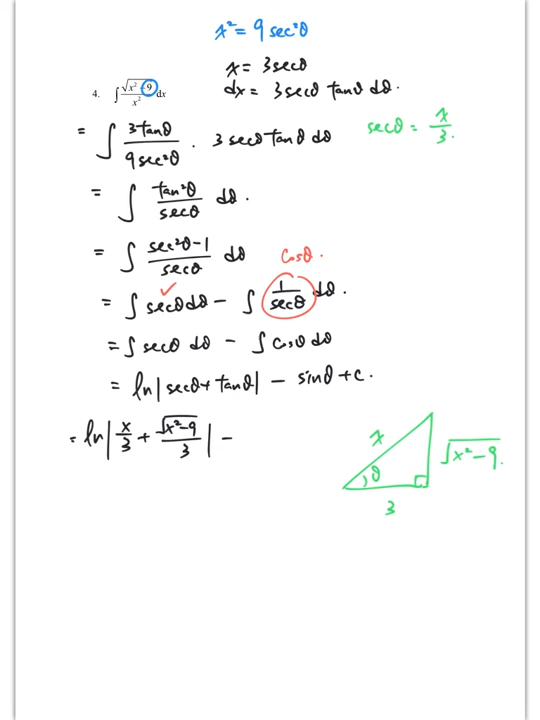 x² = 9 sec²θ
x = 3secθ
4. ∫ √(x² − 9)/x² dx
dx = 3secθ tanθ dθ.
= ∫ 3tanθ/9sec²θ · 3secθ tanθ dθ
secθ = x/3.
= ∫ tan²θ/secθ dθ.
= ∫ sec²θ−1/secθ dθ
cosθ.
= ∫ secθdθ − ∫ 1/secθ dθ.
= ∫ secθ dθ − ∫ cosθ dθ
= ln|secθ + tanθ| − sinθ + c.
= ln|x/3 + √(x²−9)/3| −
x
√(x²−9).
θ
3